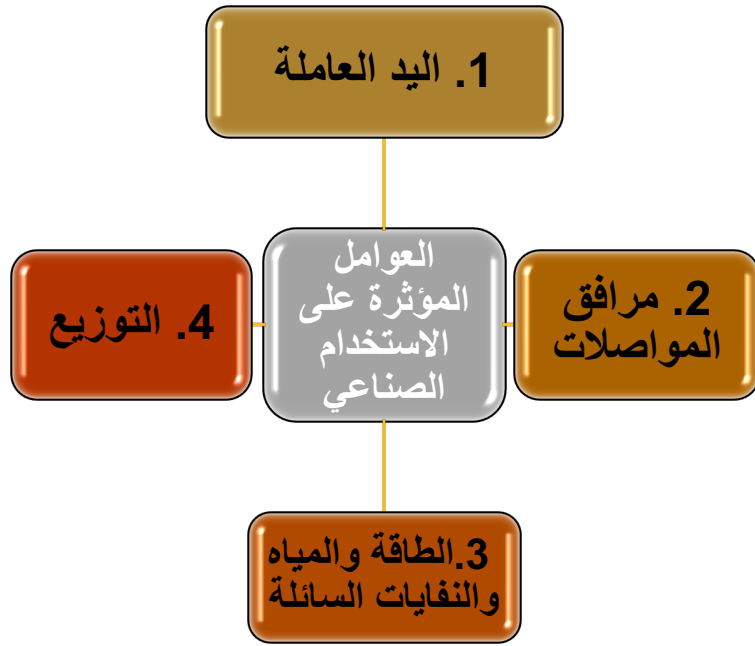 1. اليد العاملة
العوامل
المؤثرة على
الاستخدام
الصناعي
2. مرافق
المواصلات
3.الطاقة والمياه
والنفايات السائلة
4. التوزيع